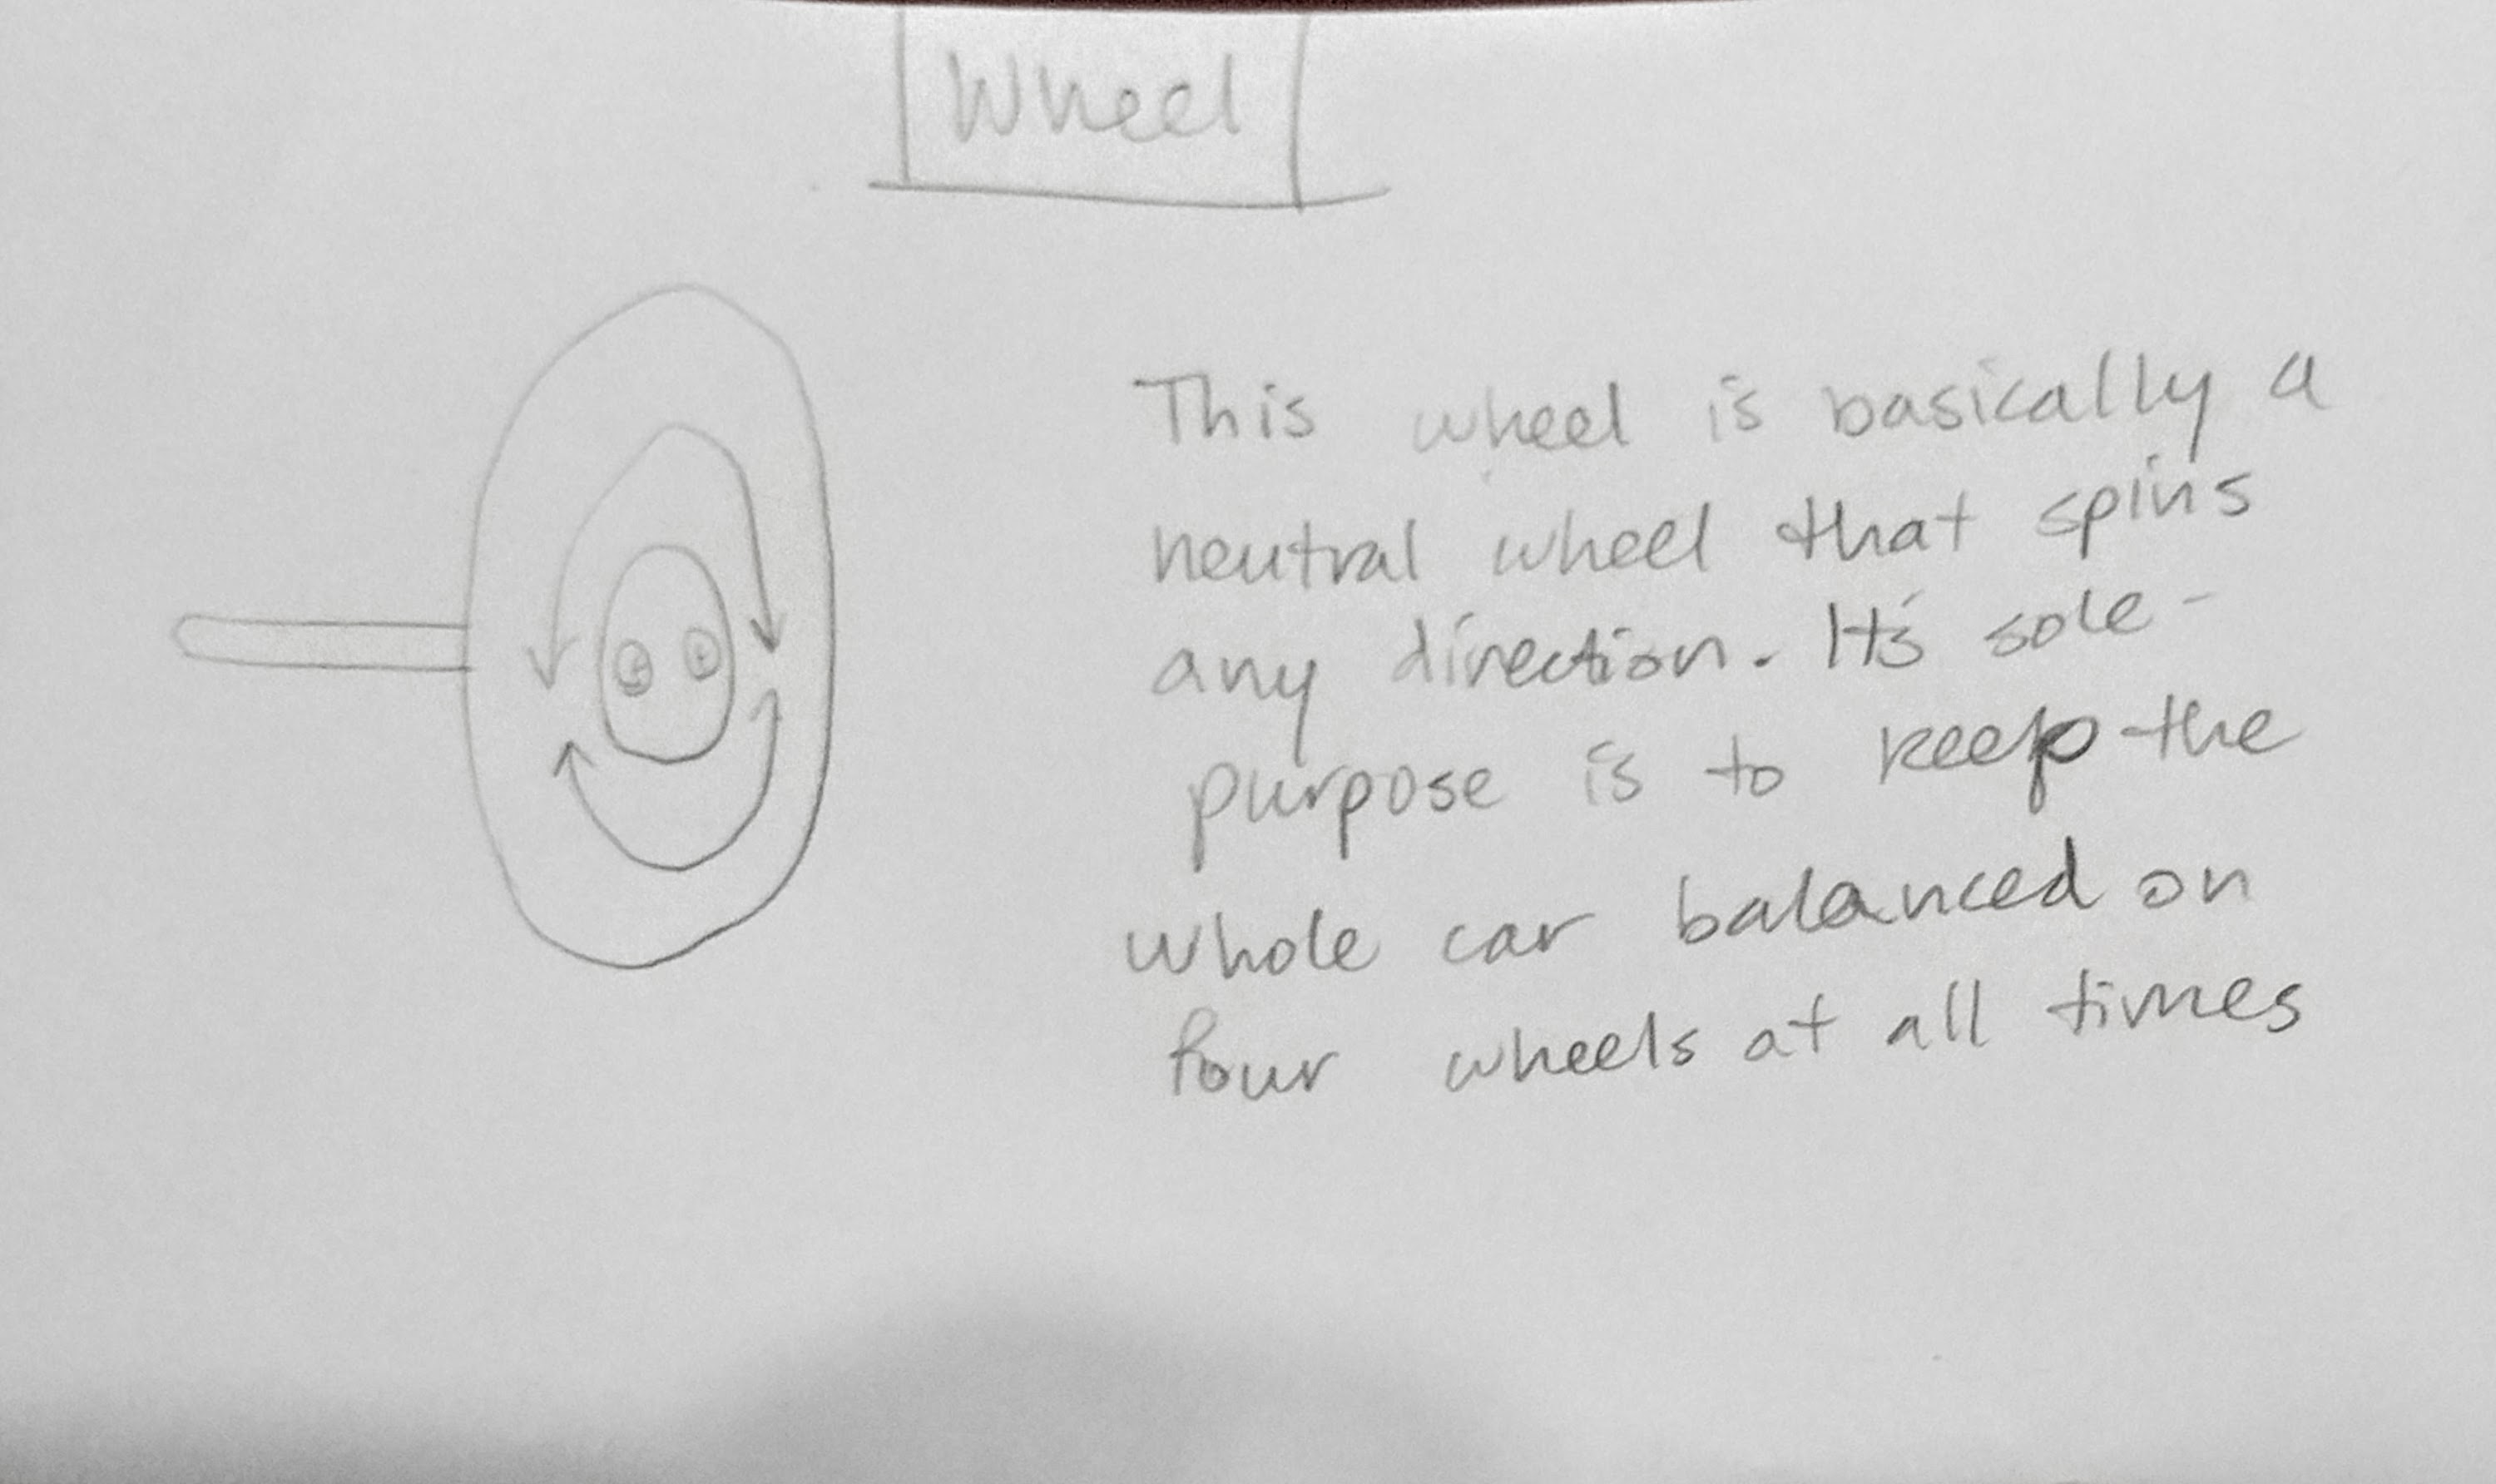 Wheel
This wheel is basically a
neutral wheel that spins
any direction. It's sole-
purpose is to keep the
whole car balanced on
four wheels at all times